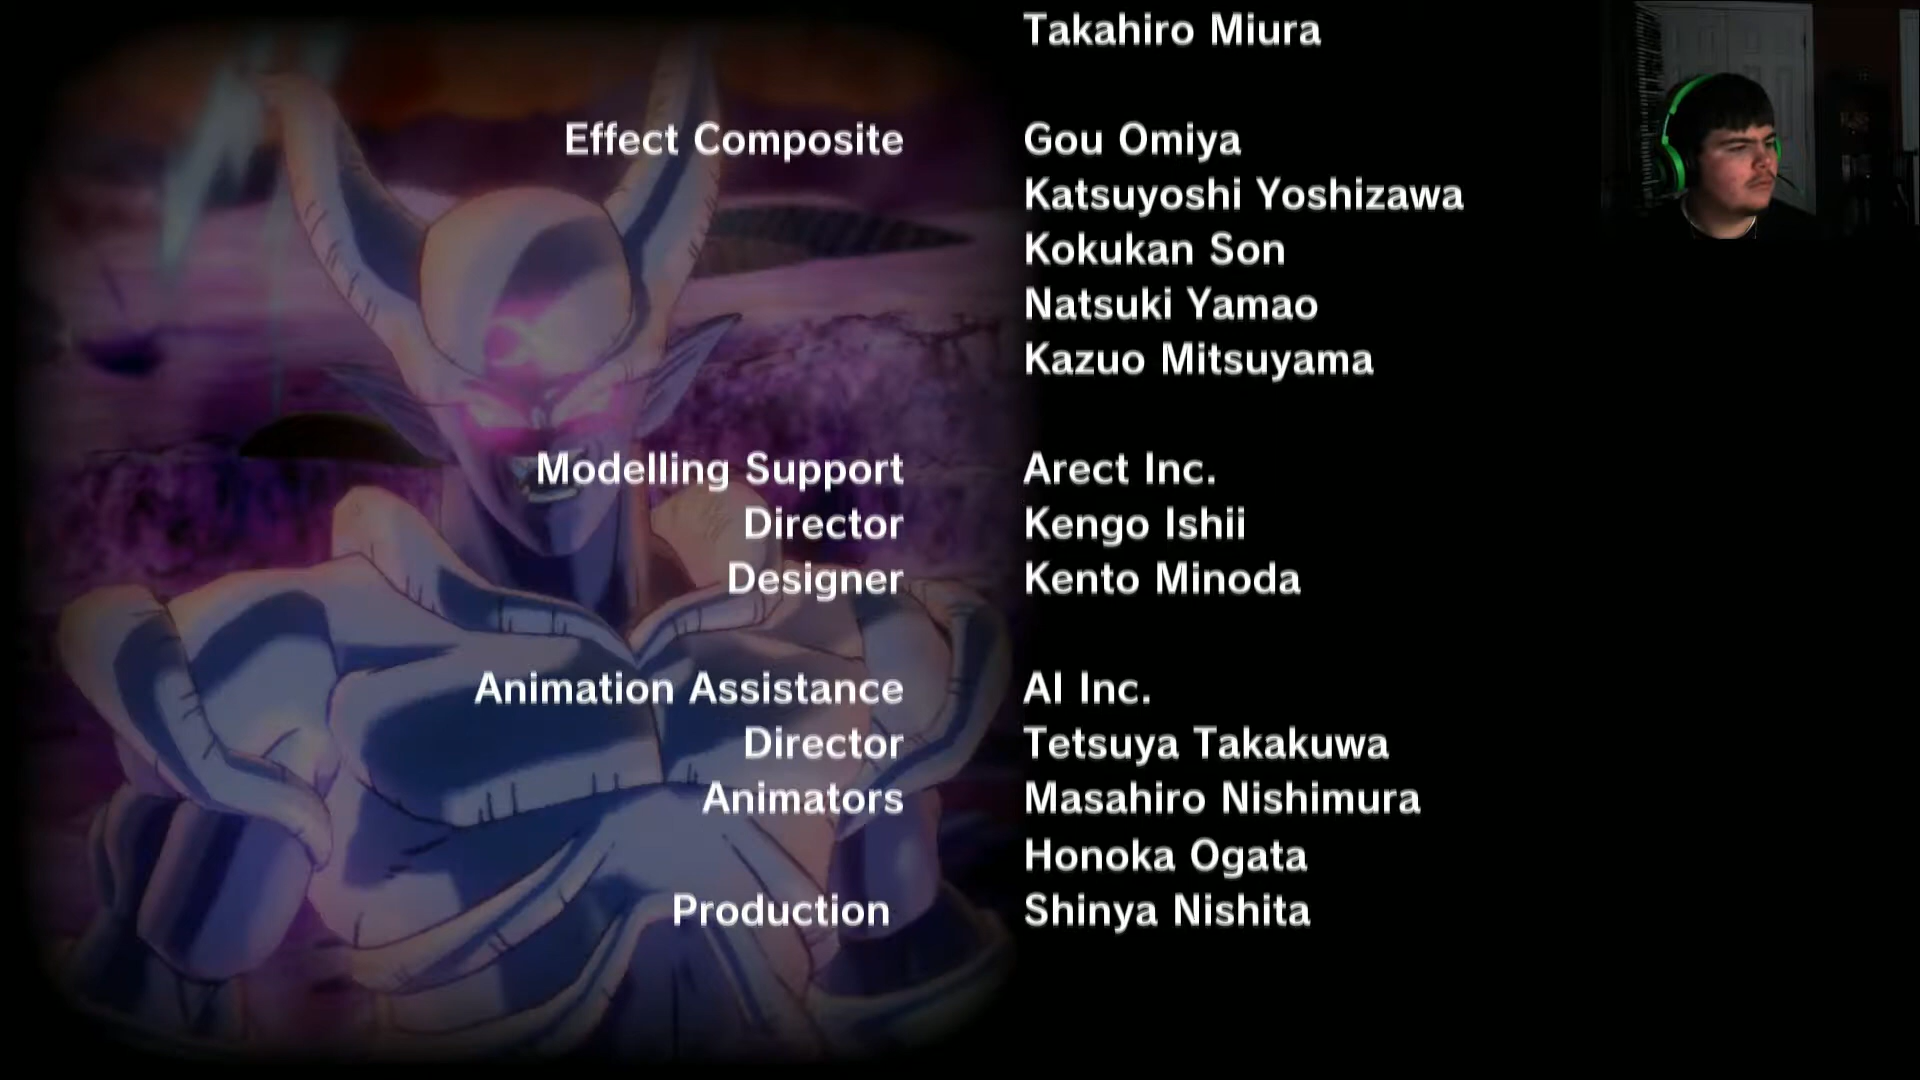 Takahiro Miura
Effect Composite Gou Omiya
Katsuyoshi Yoshizawa
Kokukan Son
Natsuki Yamao
Kazuo Mitsuyama
Modelling Support Arect Inc.
Director Kengo Ishii
Designer Kento Minoda
Animation Assistance AI Inc.
Director Tetsuya Takakuwa
Animators Masahiro Nishimura
Honoka Ogata
Production Shinya Nishita